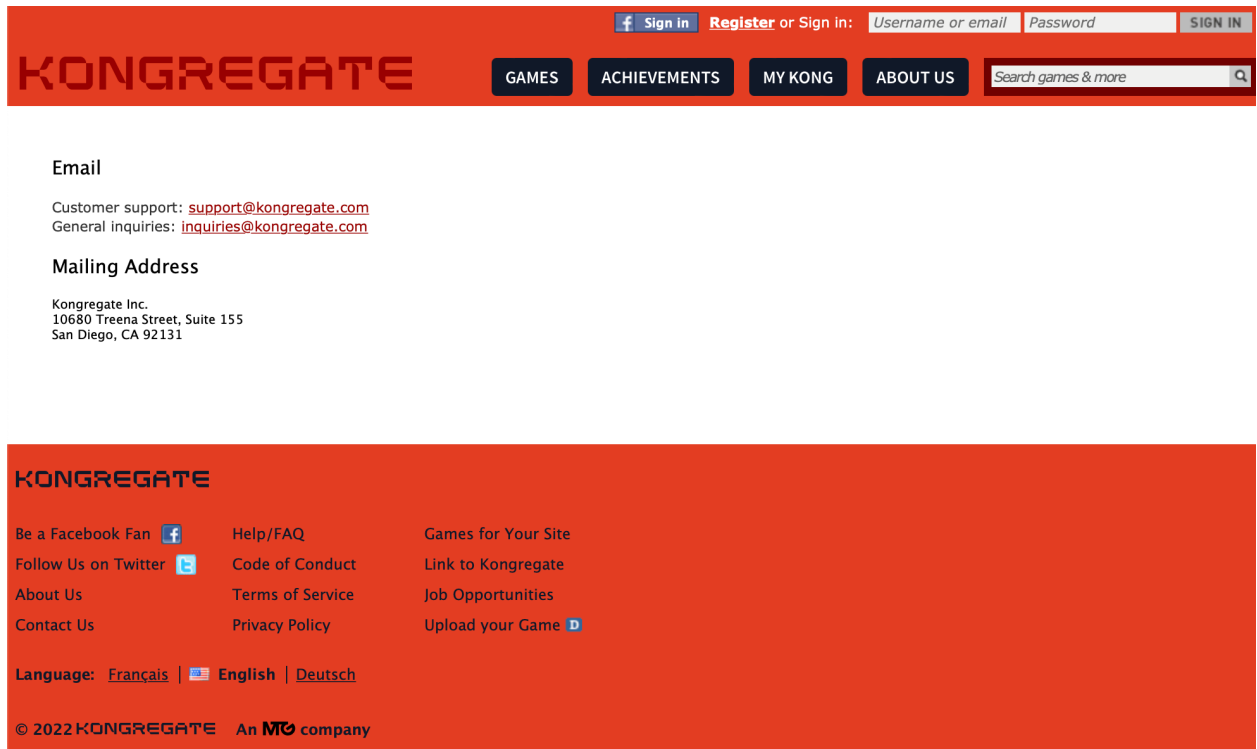 Sign in Register or Sign in: Username or email Password SIGN IN
KONGREGATE
GAMES ACHIEVEMENTS MY KONG ABOUT US Search games & more
Email
Customer support: support@kongregate.com
General inquiries: inquiries@kongregate.com
Mailing Address
Kongregate Inc.
10680 Treena Street, Suite 155
San Diego, CA 92131
KONGREGATE
Be a Facebook Fan Help/FAQ Games for Your Site
Follow Us on Twitter Code of Conduct Link to Kongregate
About Us Terms of Service Job Opportunities
Contact Us Privacy Policy Upload your Game D
Language: Français | English | Deutsch
© 2022 KONGREGATE An MTG company